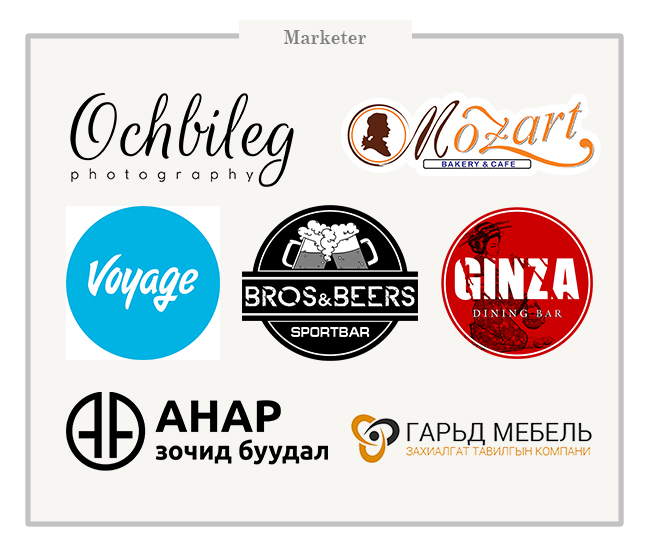 Marketer
Ochbileg
photography
Mozart
BAKERY & CAFE
Voyage
BROS&BEERS
SPORTBAR
GINZA
DINING BAR
АНАР
зочид буудал
ГАРЬД МЕБЕЛЬ
ЗАХИАЛГАТ ТАВИЛГЫН КОМПАНИ